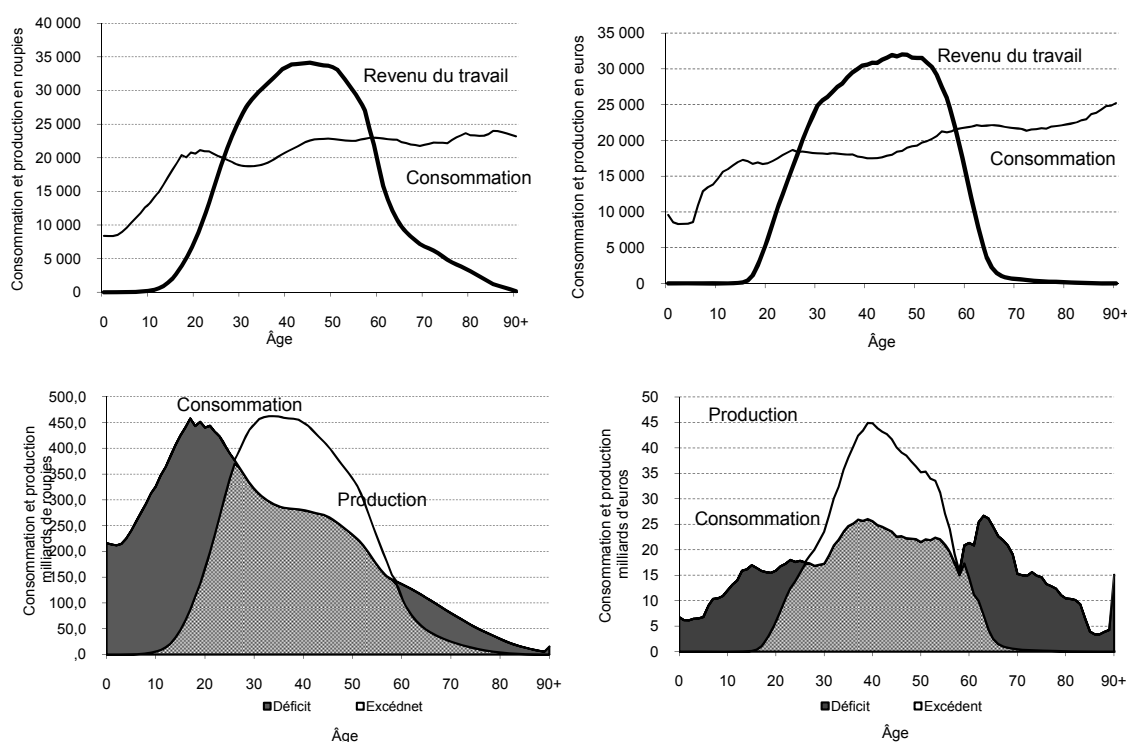 Consommation et production en roupies
40 000
35 000
30 000
25 000
20 000
15 000
10 000
5 000
0
Revenu du travail
Consommation
0 10 20 30 40 50 60 70 80 90+
Âge
Consommation et production en euros
35 000
30 000
25 000
20 000
15 000
10 000
5 000
0
Revenu du travail
Consommation
0 10 20 30 40 50 60 70 80 90+
Âge
Consommation et production
milliards de roupies
500,0
450,0
400,0
350,0
300,0
250,0
200,0
150,0
100,0
50,0
,0
Consommation
Production
0 10 20 30 40 50 60 70 80 90+
Déficit Excédnet
Âge
Consommation et production
milliard d'euros
50
45
40
35
30
25
20
15
10
5
0
Production
Consommation
0 10 20 30 40 50 60 70 80 90+
Déficit Excédent
Âge